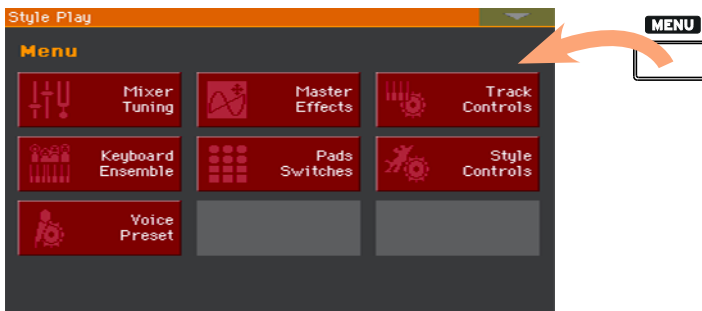 Style Play
MENU
Menu
Mixer
Tuning
Master
Effects
Track
Controls
Keyboard
Ensemble
Pads
Switches
Style
Controls
Voice
Preset